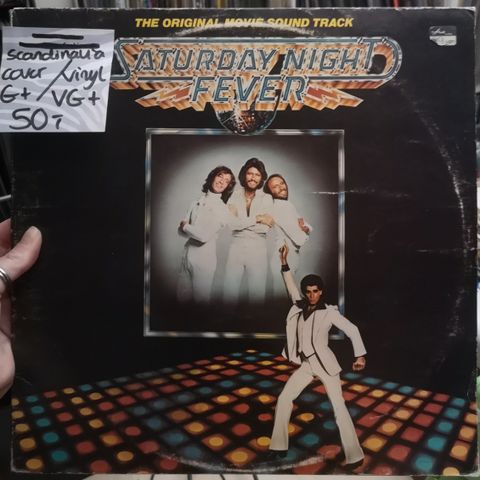 THE ORIGINAL MOVIE SOUND TRACK
SATURDAY NIGHT
FEVER
scandinavia
cover / vinyl
G+ / VG+
50,-